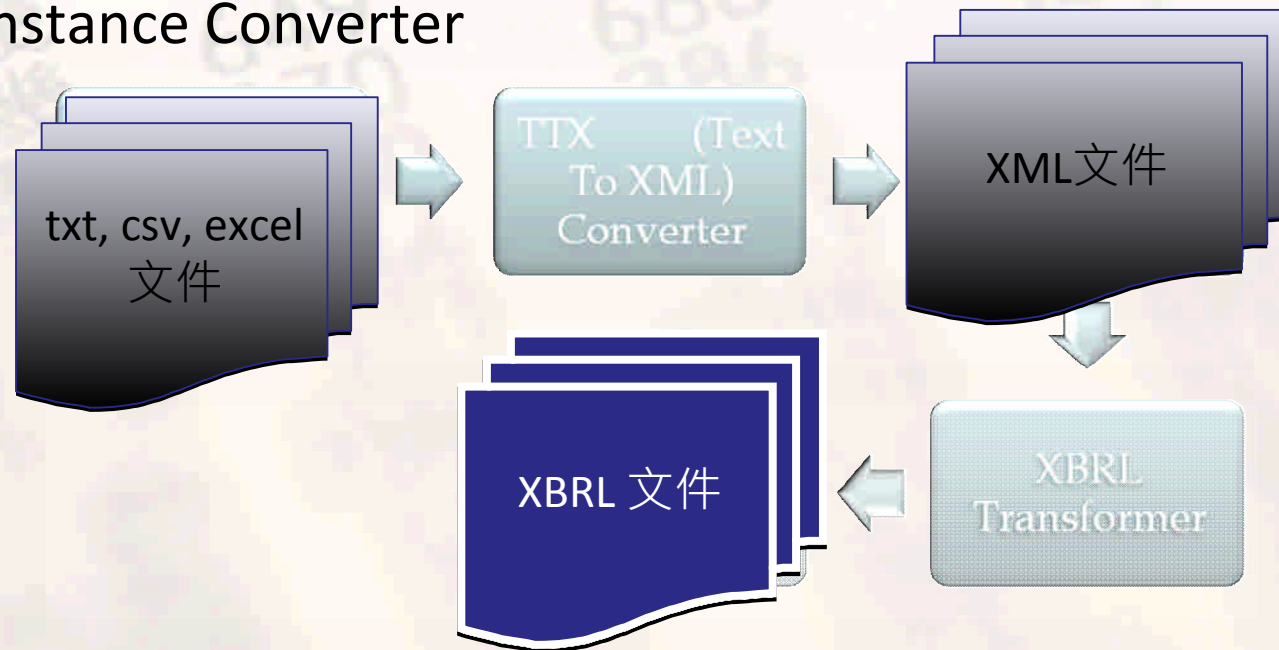 nstance Converter
txt, csv, excel
文件
TTX (Text
To XML)
Converter
XML文件
XBRL
Transformer
XBRL 文件